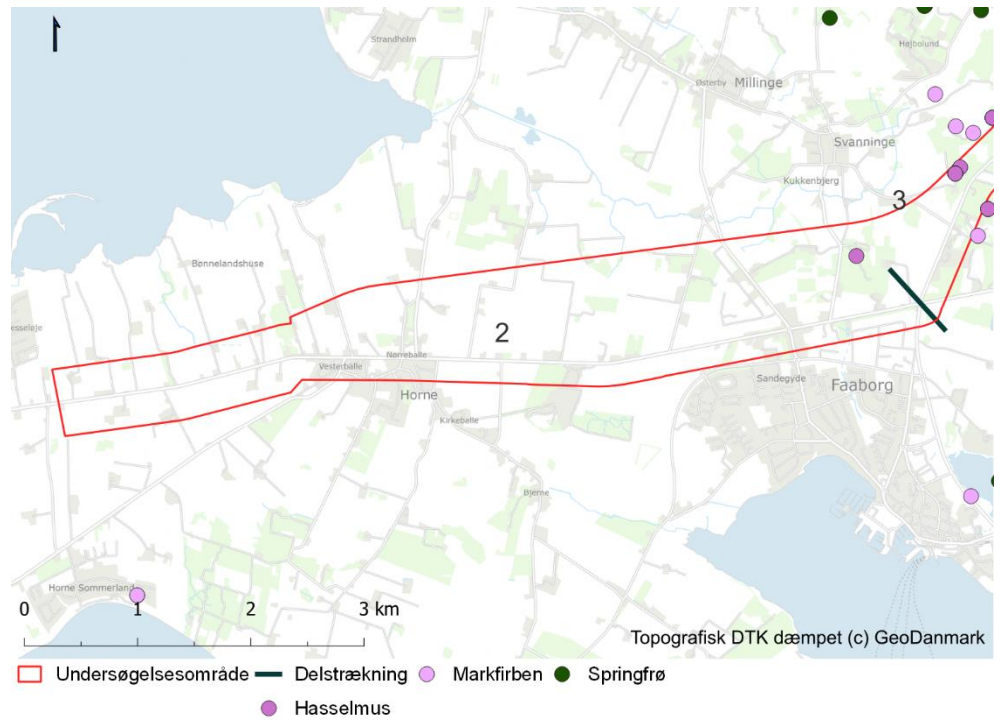 Strandholm
Højbolund
Østerby
Millinge
Svanninge
Kukkenbjerg
3
Bønnelandshuse
2
Nørreballe
Vesterballe
Horne
Sandegyde
Faaborg
Kirkeballe
Bjerne
Horne Sommerland
0 1 2 3 km
Topografisk DTK dæmpet (c) GeoDanmark
Undersøgelsesområde Delstrækning Markfirben Springfrø
Hasselmus